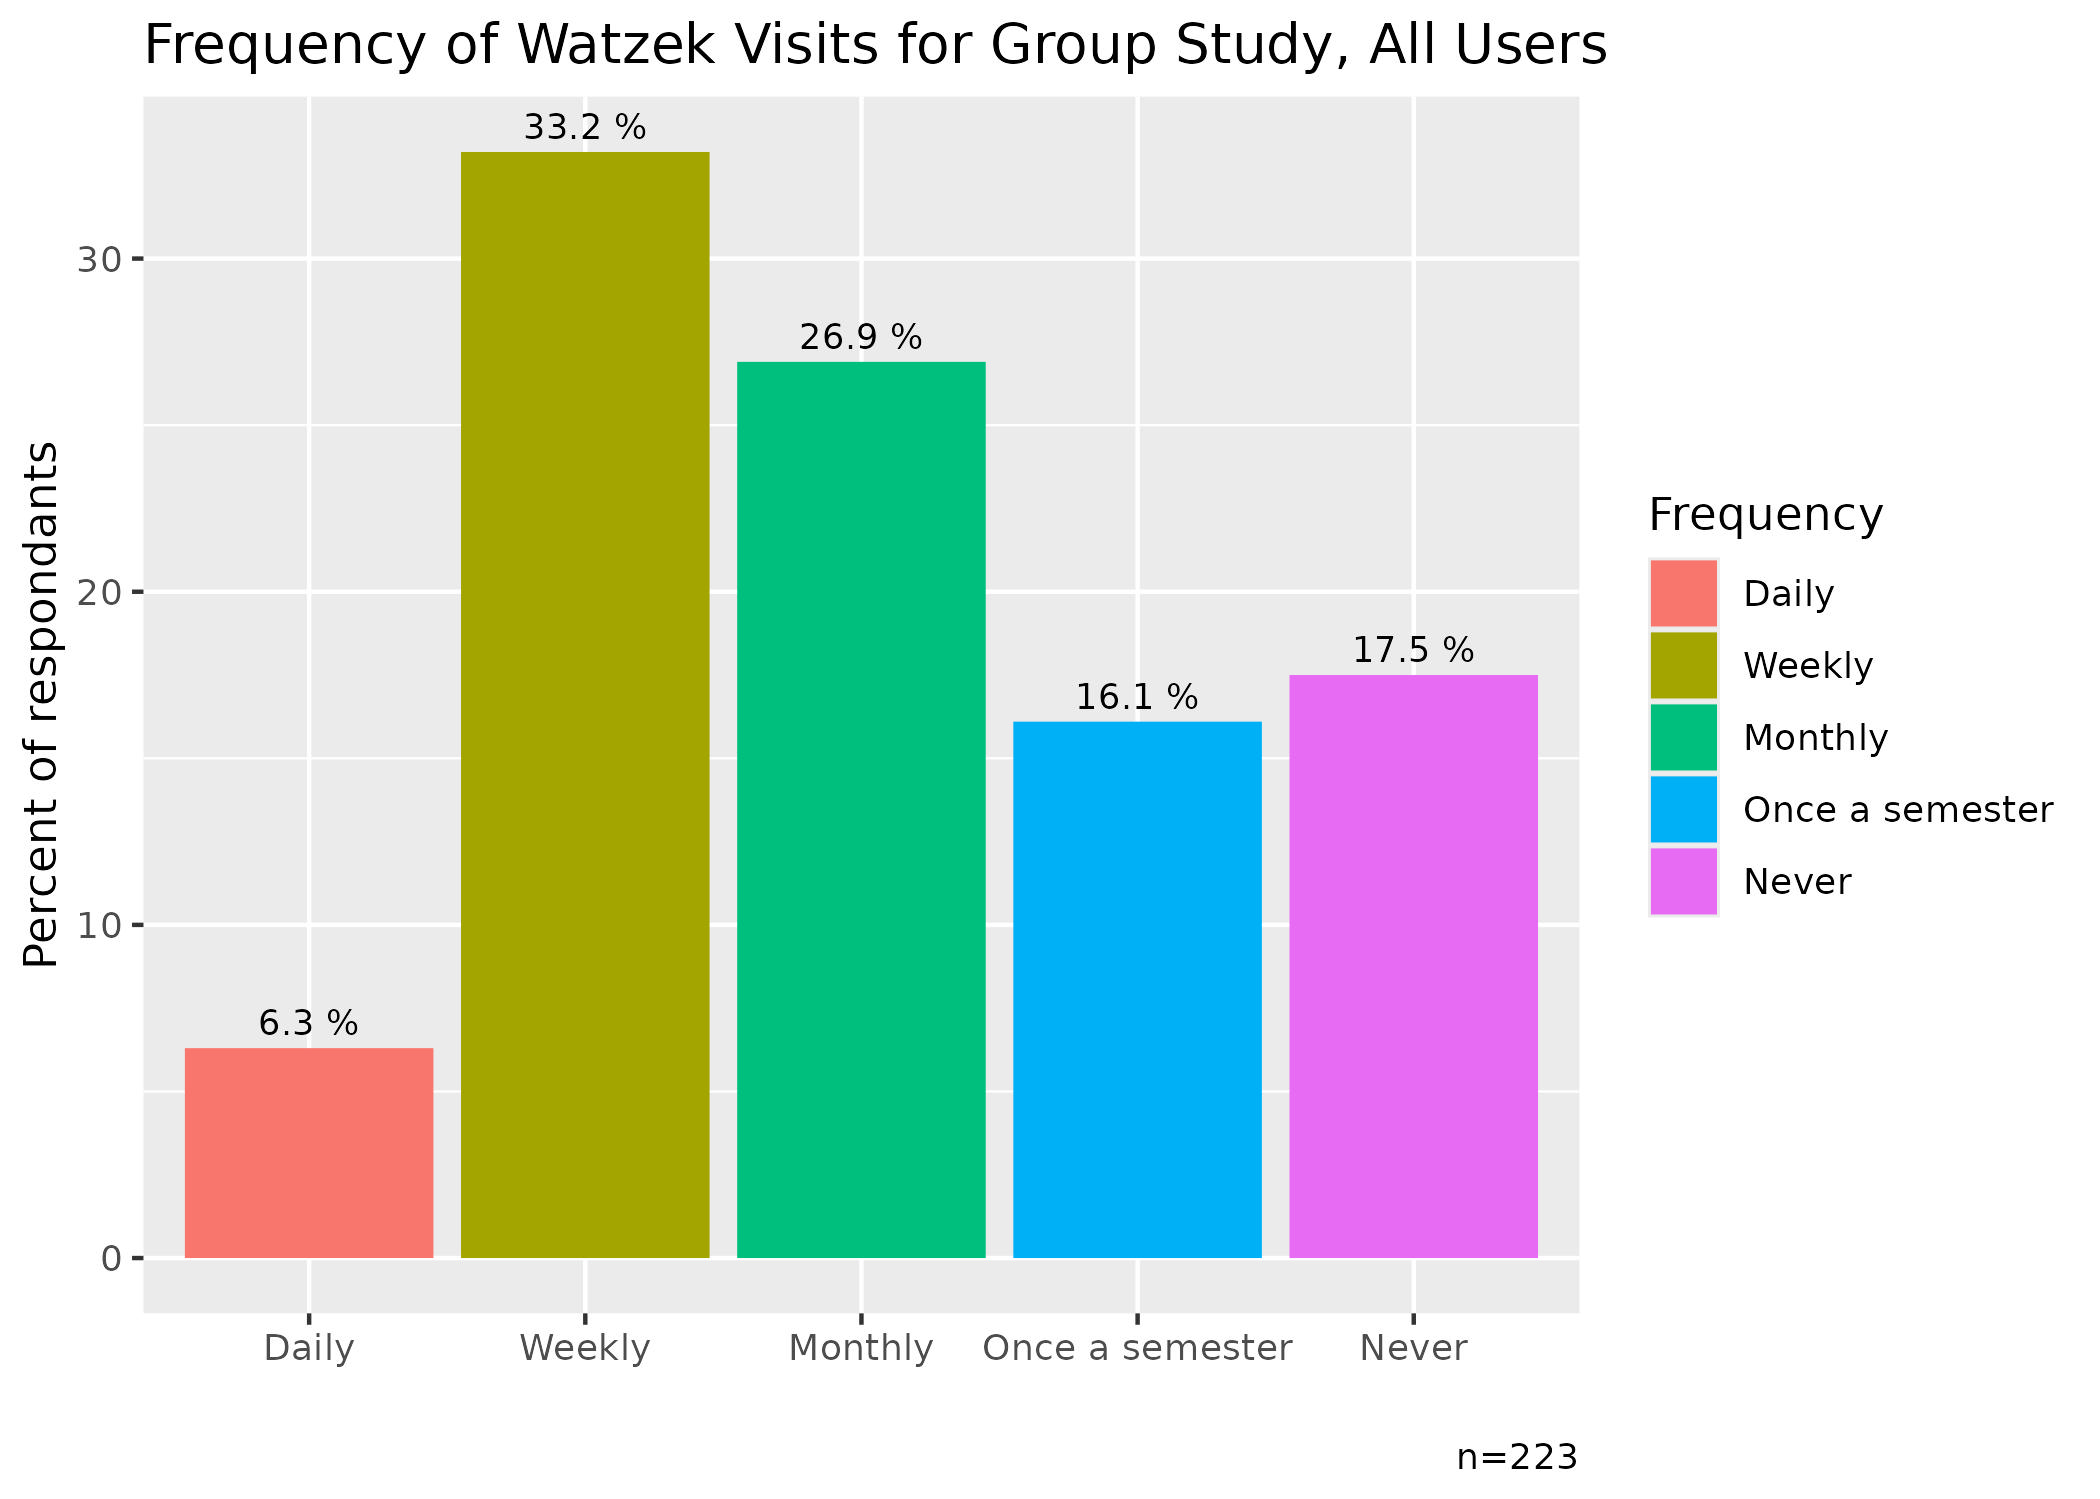 Frequency of Watzek Visits for Group Study, All Users
Percent of respondants
30
20
10
0
6.3 %
33.2 %
26.9 %
16.1 %
17.5 %
Daily
Weekly
Monthly
Once a semester
Never
Frequency
Daily
Weekly
Monthly
Once a semester
Never
n=223